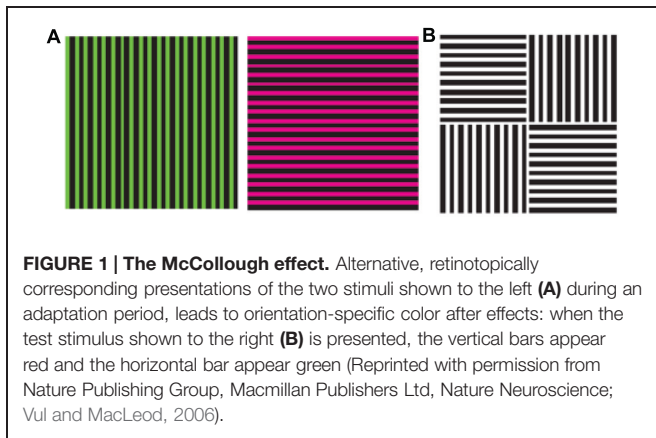 A
B
FIGURE 1 | The McCollough effect. Alternative, retinotopically
corresponding presentations of the two stimuli shown to the left (A) during an
adaptation period, leads to orientation-specific color after effects: when the
test stimulus shown to the right (B) is presented, the vertical bars appear
red and the horizontal bar appear green (Reprinted with permission from
Nature Publishing Group, Macmillan Publishers Ltd, Nature Neuroscience;
Vul and MacLeod, 2006).